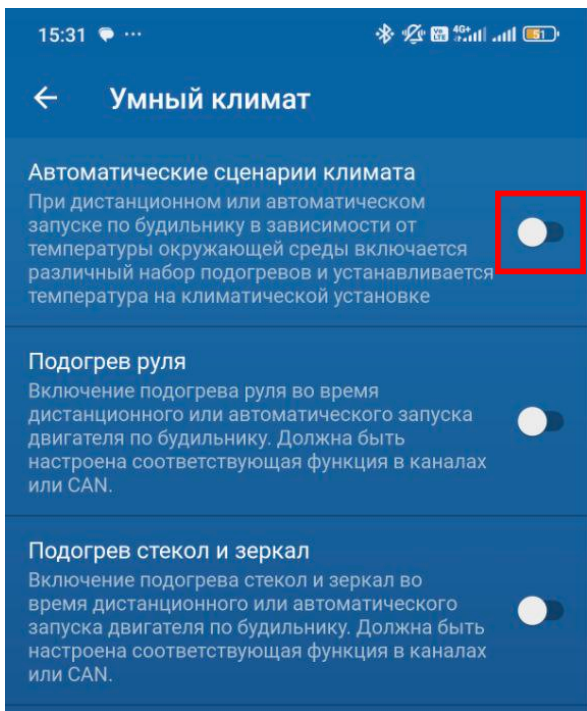 15:31
VoLTE 4G+ 51
Умный климат
Автоматические сценарии климата
При дистанционном или автоматическом
запуске по будильнику в зависимости от
температуры окружающей среды включается
различный набор подогревов и устанавливается
температура на климатической установке
Подогрев руля
Включение подогрева руля во время
дистанционного или автоматического запуска
двигателя по будильнику. Должна быть
настроена соответствующая функция в каналах
или CAN.
Подогрев стекол и зеркал
Включение подогрева стекол и зеркал во
время дистанционного или автоматического
запуска двигателя по будильнику. Должна быть
настроена соответствующая функция в каналах
или CAN.